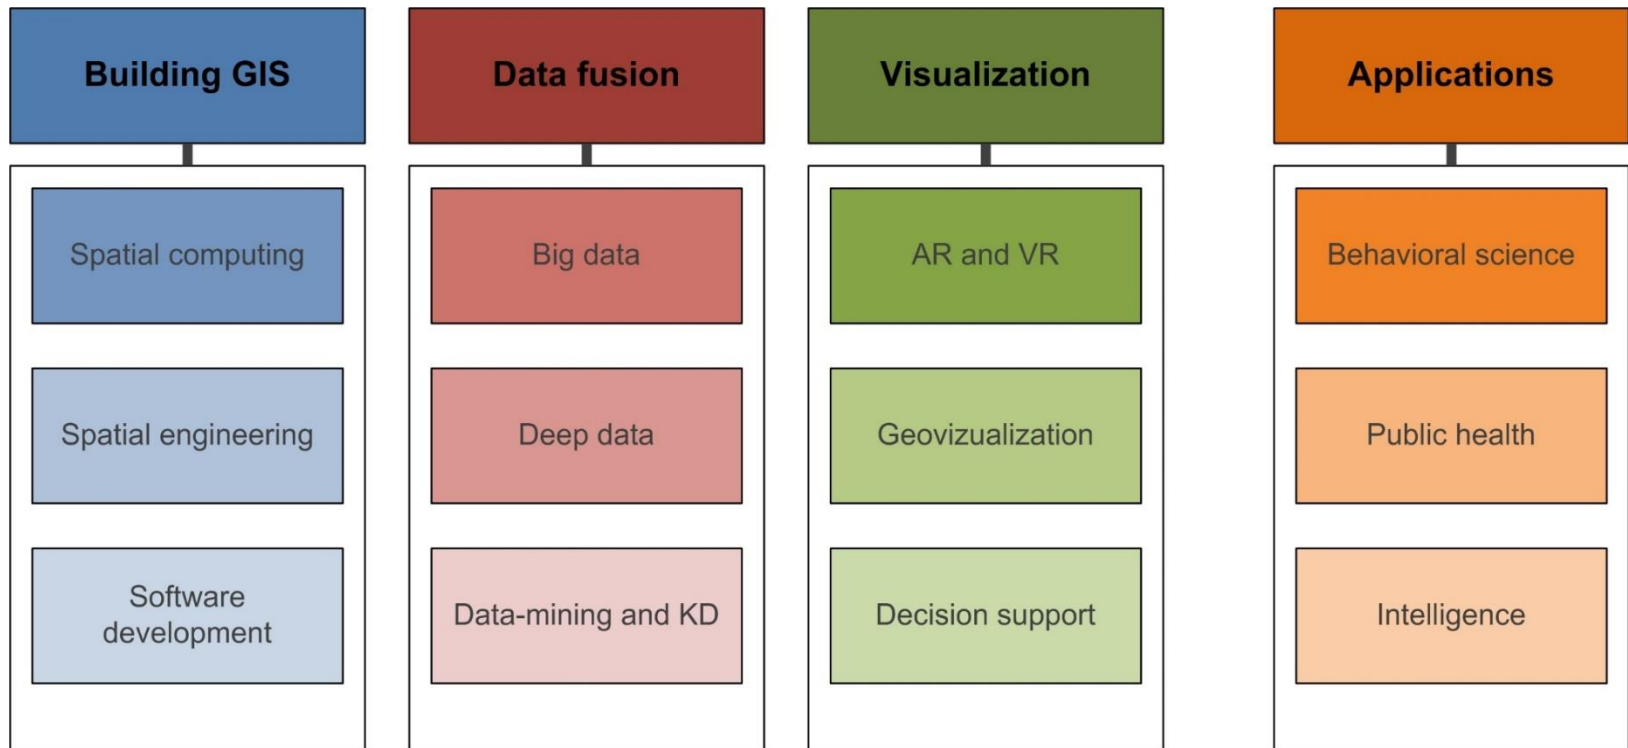 Building GIS
Spatial computing
Spatial engineering
Software
development
Data fusion
Big data
Deep data
Data-mining and KD
Visualization
AR and VR
Geovizualization
Decision support
Applications
Behavioral science
Public health
Intelligence